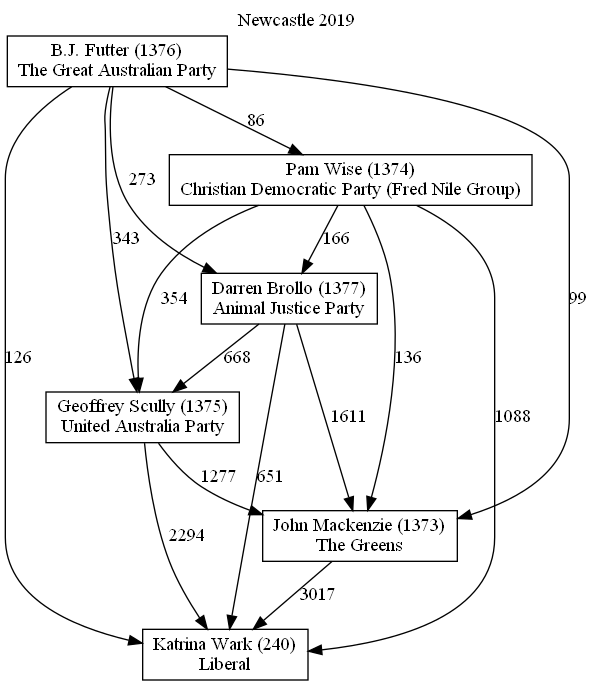 Newcastle 2019
B.J. Futter (1376)
The Great Australian Party
86
Pam Wise (1374)
Christian Democratic Party (Fred Nile Group)
273
343
166
99
Darren Brollo (1377)
Animal Justice Party
354
126
668
136
Geoffrey Scully (1375)
United Australia Party
1611
1088
1277
651
John Mackenzie (1373)
The Greens
2294
3017
Katrina Wark (240)
Liberal